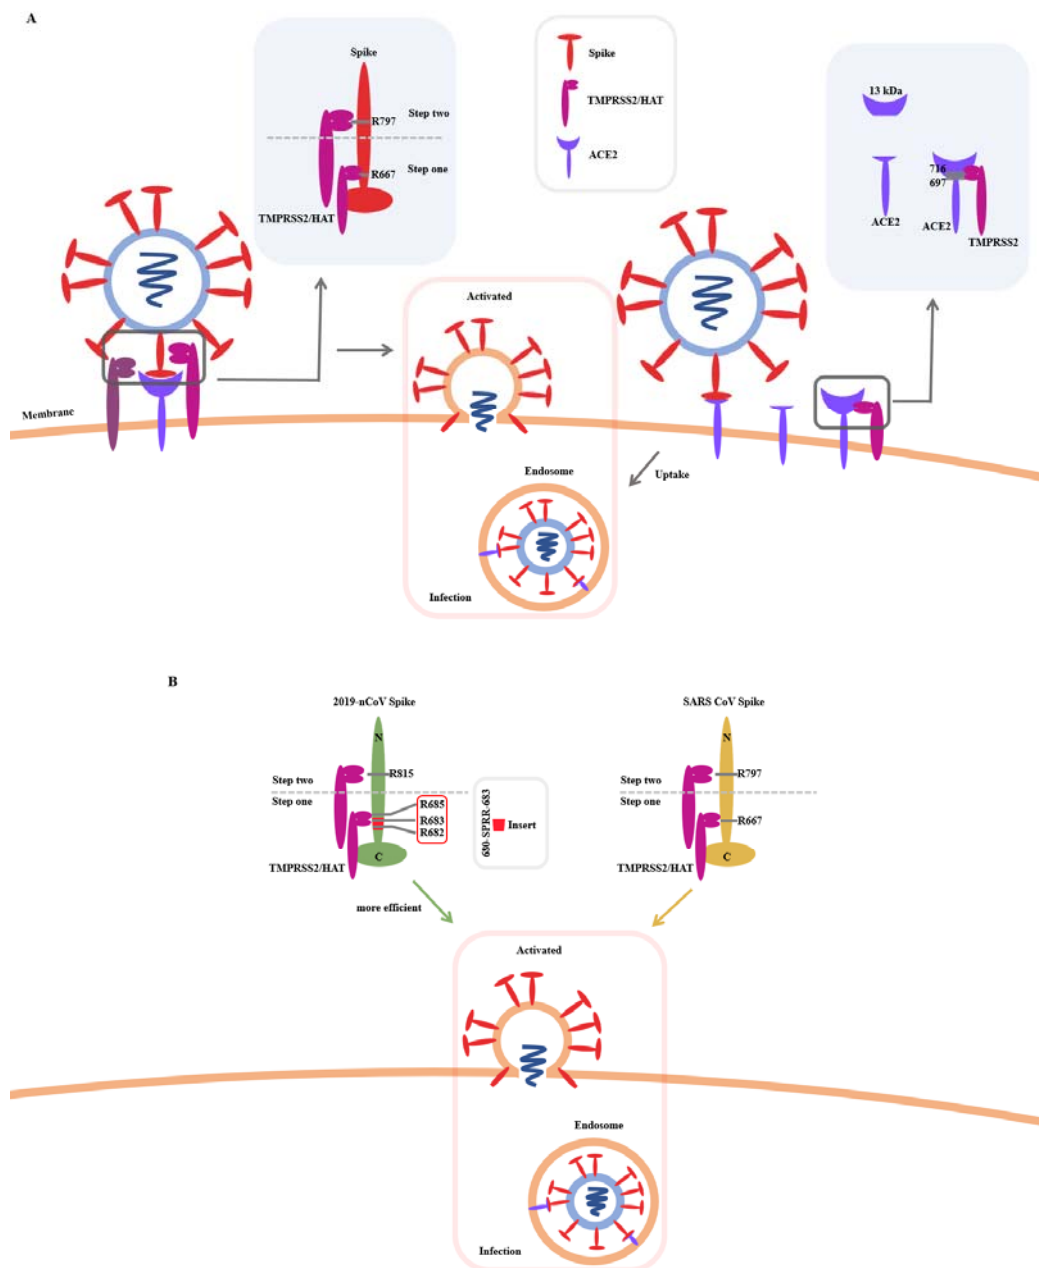 A
Spike
R797
Step two
Step one
R667
TMPRSS2/HAT
Spike
TMPRSS2/HAT
ACE2
13 kDa
716
697
ACE2
ACE2
TMPRSS2
Activated
Membrane
Uptake
Endosome
Infection
B
2019-nCoV Spike
N
R815
Step two
Step one
R685
R683
R682
C
TMPRSS2/HAT
680-SPRR-683
Insert
more efficient
SARS CoV Spike
N
R797
Step two
Step one
R667
C
TMPRSS2/HAT
Activated
Endosome
Infection